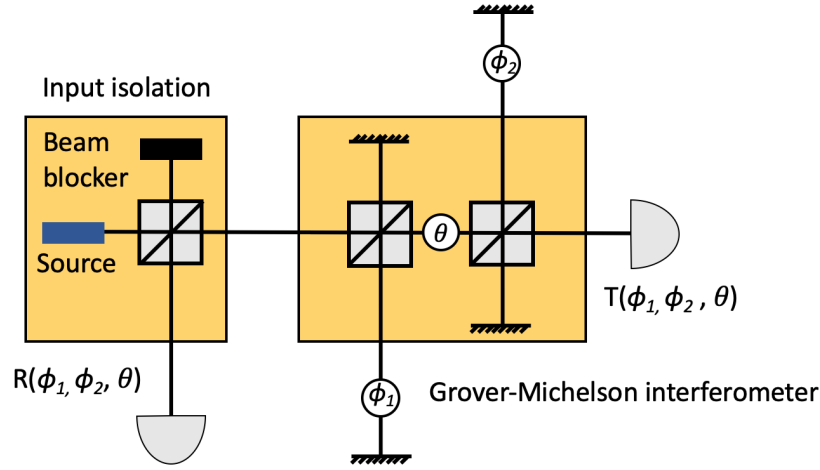 Input isolation
Beam
blocker
Source
R(ϕ₁, ϕ₂, θ)
ϕ₂
θ
T(ϕ₁, ϕ₂ , θ)
ϕ₁
Grover-Michelson interferometer